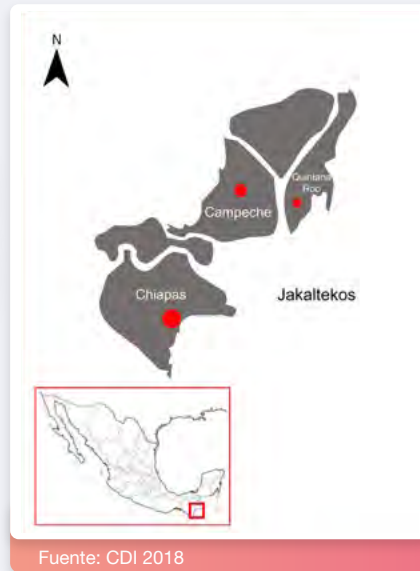 N
Quintana
Roo
Campeche
Chiapas
Jakaltekos
Fuente: CDI 2018